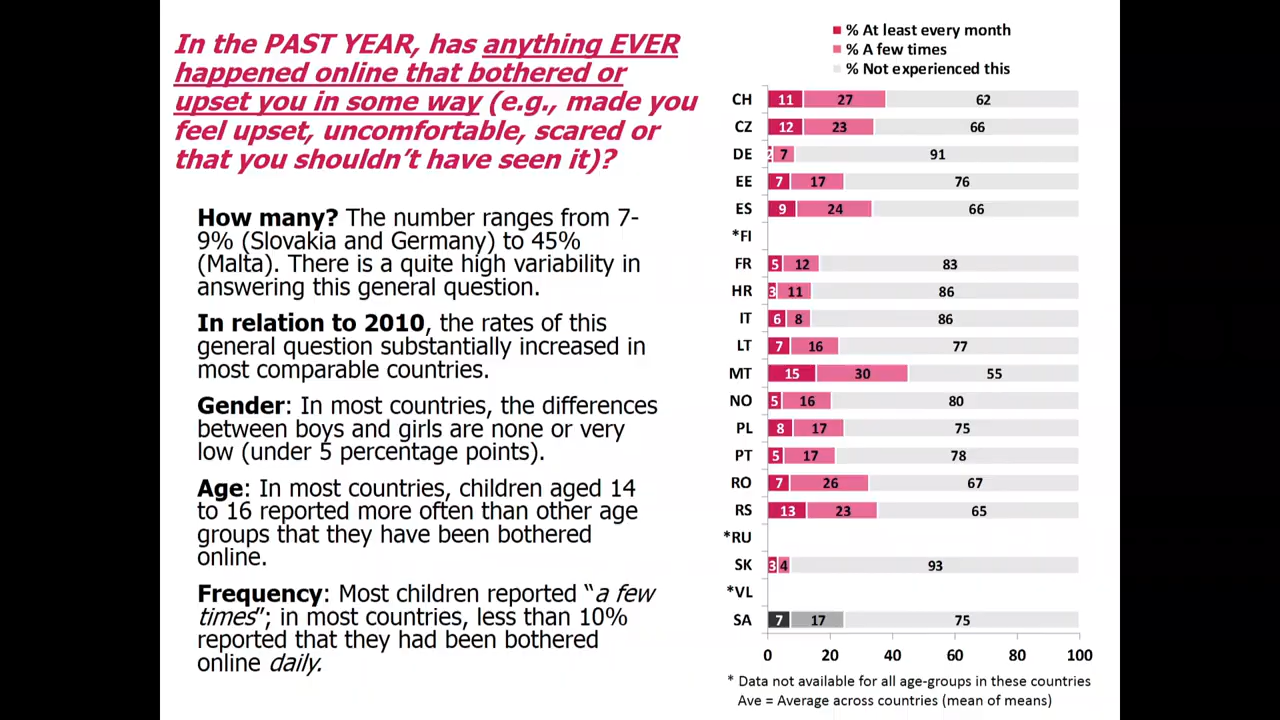 In the PAST YEAR, has anything EVER
happened online that bothered or
upset you in some way (e.g., made you
feel upset, uncomfortable, scared or
that you shouldn't have seen it)?
How many? The number ranges from 7-
9% (Slovakia and Germany) to 45%
(Malta). There is a quite high variability in
answering this general question.
In relation to 2010, the rates of this
general question substantially increased in
most comparable countries.
Gender: In most countries, the differences
between boys and girls are none or very
low (under 5 percentage points).
Age: In most countries, children aged 14
to 16 reported more often than other age
groups that they have been bothered
online.
Frequency: Most children reported “a few
times”; in most countries, less than 10%
reported that they had been bothered
online daily.
% At least every month
% A few times
% Not experienced this
CH 11 27 62
CZ 12 23 66
DE 2 7 91
EE 7 17 76
ES 9 24 66
*FI
FR 5 12 83
HR 3 11 86
IT 6 8 86
LT 7 16 77
MT 15 30 55
NO 5 16 80
PL 8 17 75
PT 5 17 78
RO 7 26 67
RS 13 23 65
*RU
SK 3 4 93
*VL
SA 7 17 75
0 20 40 60 80 100
* Data not available for all age-groups in these countries
Ave = Average across countries (mean of means)